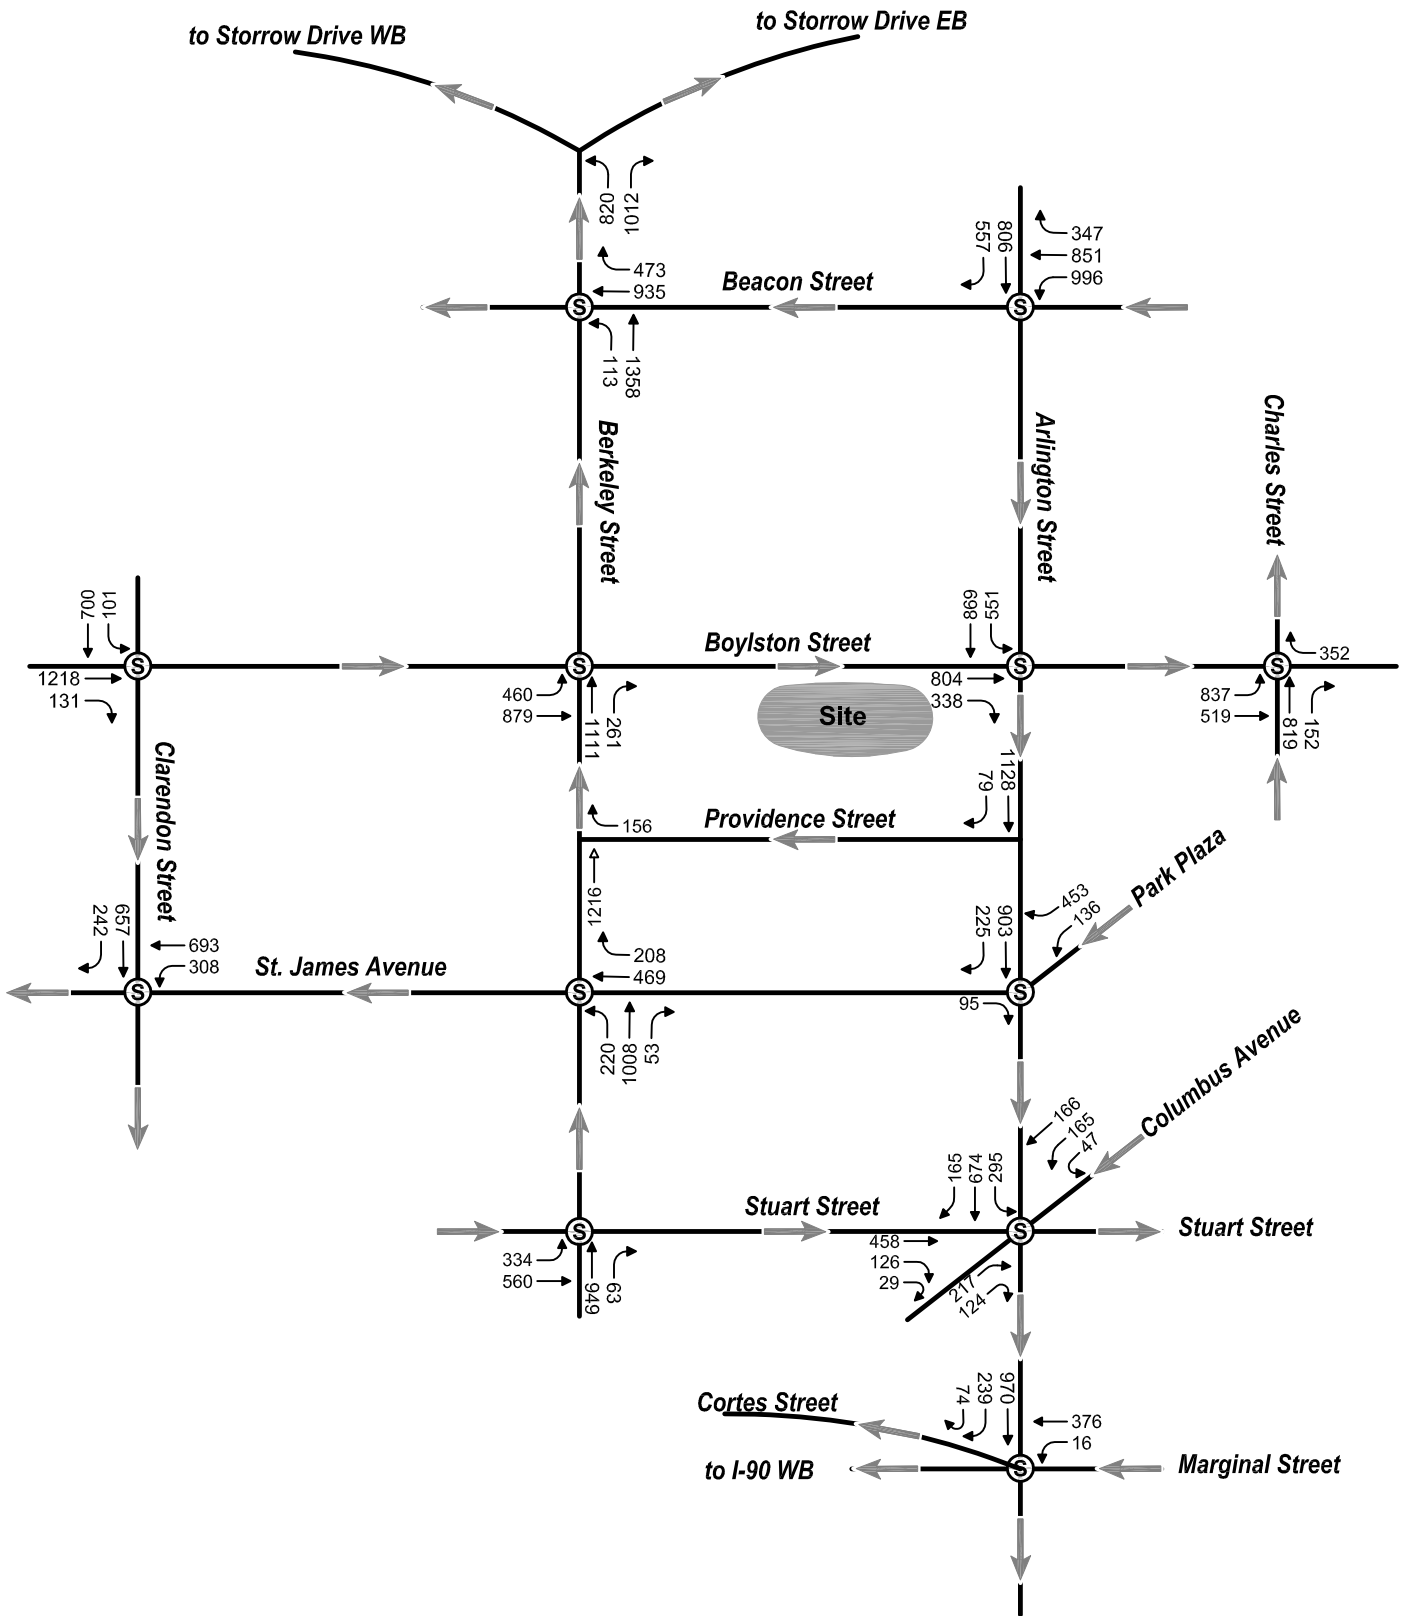 to Storrow Drive WB
to Storrow Drive EB
820
1012
473
935
113
1358
Beacon Street
557
806
347
851
996
S
S
Berkeley Street
Arlington Street
Charles Street
700
101
1218
131
S
460
879
1111
261
S
Boylston Street
Site
698
551
804
338
S
837
519
819
152
352
S
Clarendon Street
156
1216
Providence Street
79
1128
Park Plaza
453
136
242
657
693
308
S
St. James Avenue
208
469
220
1008
53
S
225
903
95
S
Columbus Avenue
166
165
47
165
674
295
Stuart Street
Stuart Street
334
560
949
63
S
458
126
29
217
124
S
Cortes Street
74
239
970
376
16
S
to I-90 WB
Marginal Street